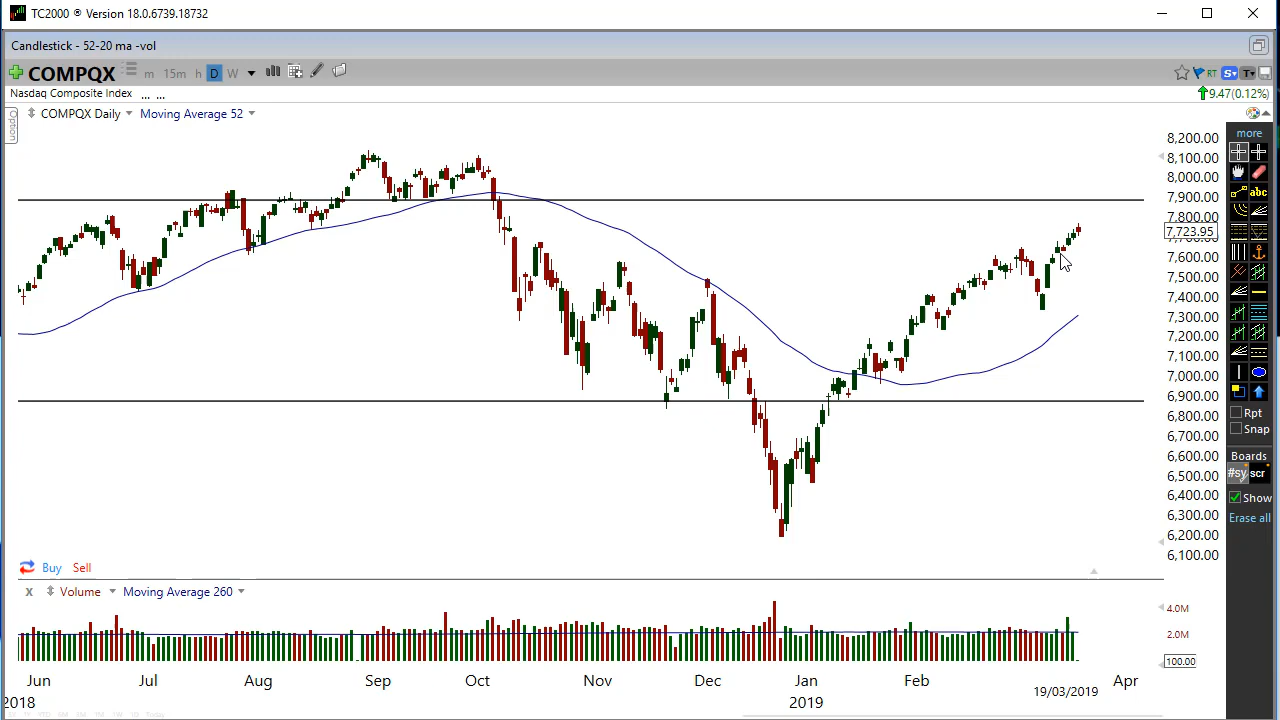 TC2000 ® Version 18.0.6739.18732
Candlestick - 52-20 ma -vol
COMPQX m 15m h D W RT S T
Nasdaq Composite Index ... ... 9.47(0.12%)
Option COMPQX Daily Moving Average 52
more
8,200.00
8,100.00
8,000.00
7,900.00
7,800.00
7,723.95
7,600.00
7,500.00
7,400.00
7,300.00
7,200.00
7,100.00
7,000.00
6,900.00
6,800.00
6,700.00
6,600.00
6,500.00
6,400.00
6,300.00
6,200.00
6,100.00
abc
Rpt
Snap
Boards
#sy scr
Show
Erase all
Buy Sell
X Volume Moving Average 260
4.0M
2.0M
100.00
Jun Jul Aug Sep Oct Nov Dec Jan Feb Apr
2018 2019 19/03/2019